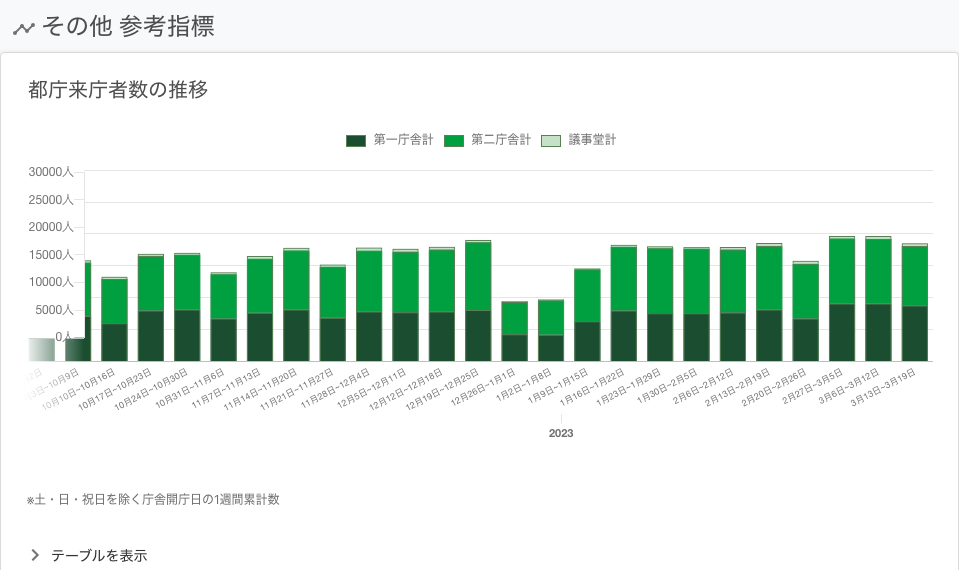 その他 参考指標
都庁来庁者数の推移
第一庁舎計 第二庁舎計 議事堂計
30000人
25000人
20000人
15000人
10000人
5000人
0人
10月10日~10月16日
10月17日~10月23日
10月24日~10月30日
10月31日~11月6日
11月7日~11月13日
11月14日~11月20日
11月21日~11月27日
11月28日~12月4日
12月5日~12月11日
12月12日~12月18日
12月19日~12月25日
12月26日~1月1日
1月2日~1月8日
1月9日~1月15日
1月16日~1月22日
1月23日~1月29日
1月30日~2月5日
2月6日~2月12日
2月13日~2月19日
2月20日~2月26日
2月27日~3月5日
3月6日~3月12日
3月13日~3月19日
2023
※土・日・祝日を除く庁舎開庁日の1週間累計数
テーブルを表示